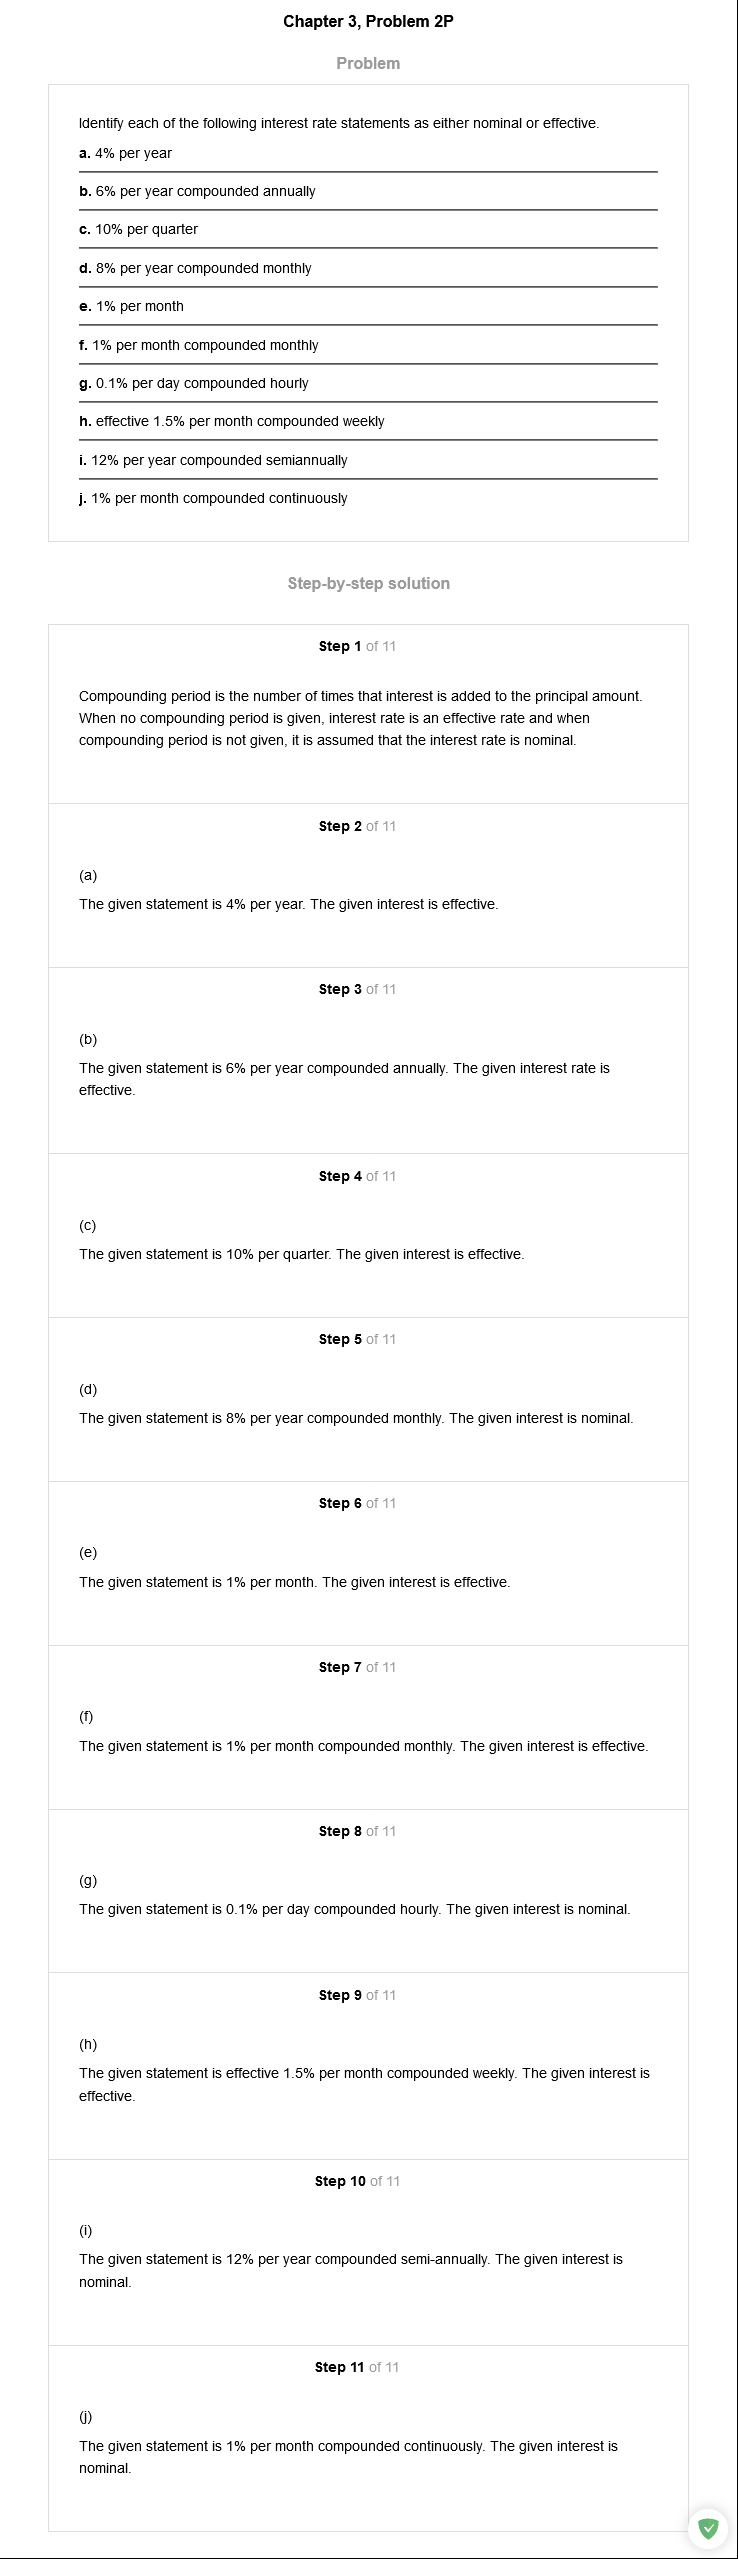 Chapter 3, Problem 2P
Problem
Identify each of the following interest rate statements as either nominal or effective.
a. 4% per year
b. 6% per year compounded annually
c. 10% per quarter
d. 8% per year compounded monthly
e. 1% per month
f. 1% per month compounded monthly
g. 0.1% per day compounded hourly
h. effective 1.5% per month compounded weekly
i. 12% per year compounded semiannually
j. 1% per month compounded continuously
Step-by-step solution
Step 1 of 11
Compounding period is the number of times that interest is added to the principal amount.
When no compounding period is given, interest rate is an effective rate and when
compounding period is not given, it is assumed that the interest rate is nominal.
Step 2 of 11
(a)
The given statement is 4% per year. The given interest is effective.
Step 3 of 11
(b)
The given statement is 6% per year compounded annually. The given interest rate is
effective.
Step 4 of 11
(c)
The given statement is 10% per quarter. The given interest is effective.
Step 5 of 11
(d)
The given statement is 8% per year compounded monthly. The given interest is nominal.
Step 6 of 11
(e)
The given statement is 1% per month. The given interest is effective.
Step 7 of 11
(f)
The given statement is 1% per month compounded monthly. The given interest is effective.
Step 8 of 11
(g)
The given statement is 0.1% per day compounded hourly. The given interest is nominal.
Step 9 of 11
(h)
The given statement is effective 1.5% per month compounded weekly. The given interest is
effective.
Step 10 of 11
(i)
The given statement is 12% per year compounded semi-annually. The given interest is
nominal.
Step 11 of 11
(j)
The given statement is 1% per month compounded continuously. The given interest is
nominal.